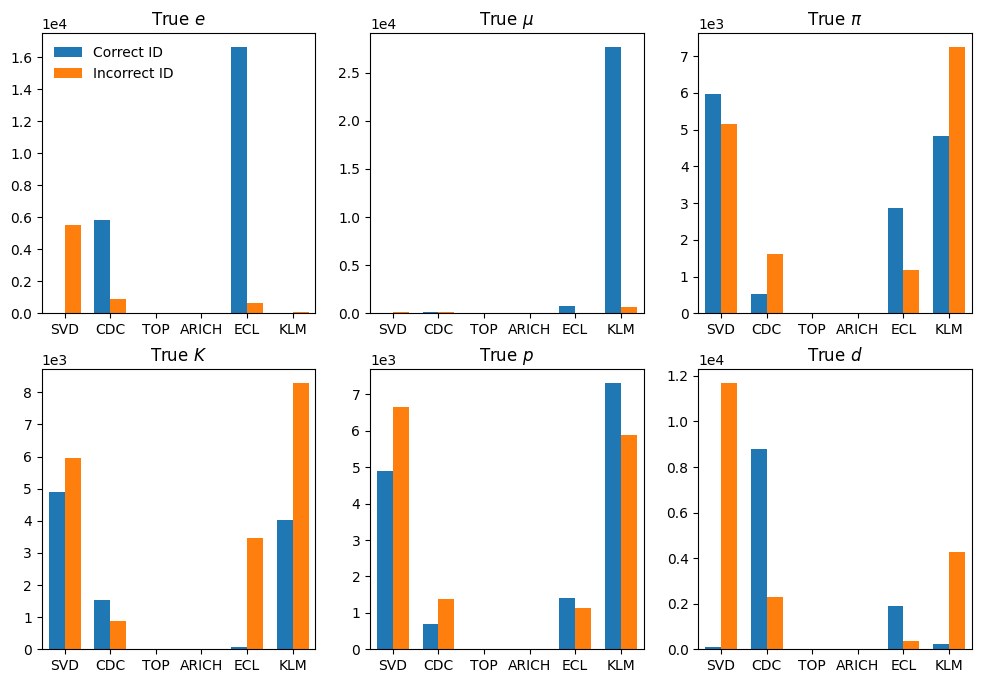 True e
1e4
Correct ID
Incorrect ID
1.6
1.4
1.2
1.0
0.8
0.6
0.4
0.2
0.0
SVD CDC TOP ARICH ECL KLM
True μ
1e4
2.5
2.0
1.5
1.0
0.5
0.0
SVD CDC TOP ARICH ECL KLM
True π
1e3
7
6
5
4
3
2
1
0
SVD CDC TOP ARICH ECL KLM
True K
1e3
8
7
6
5
4
3
2
1
0
SVD CDC TOP ARICH ECL KLM
True p
1e3
7
6
5
4
3
2
1
0
SVD CDC TOP ARICH ECL KLM
True d
1e4
1.2
1.0
0.8
0.6
0.4
0.2
0.0
SVD CDC TOP ARICH ECL KLM